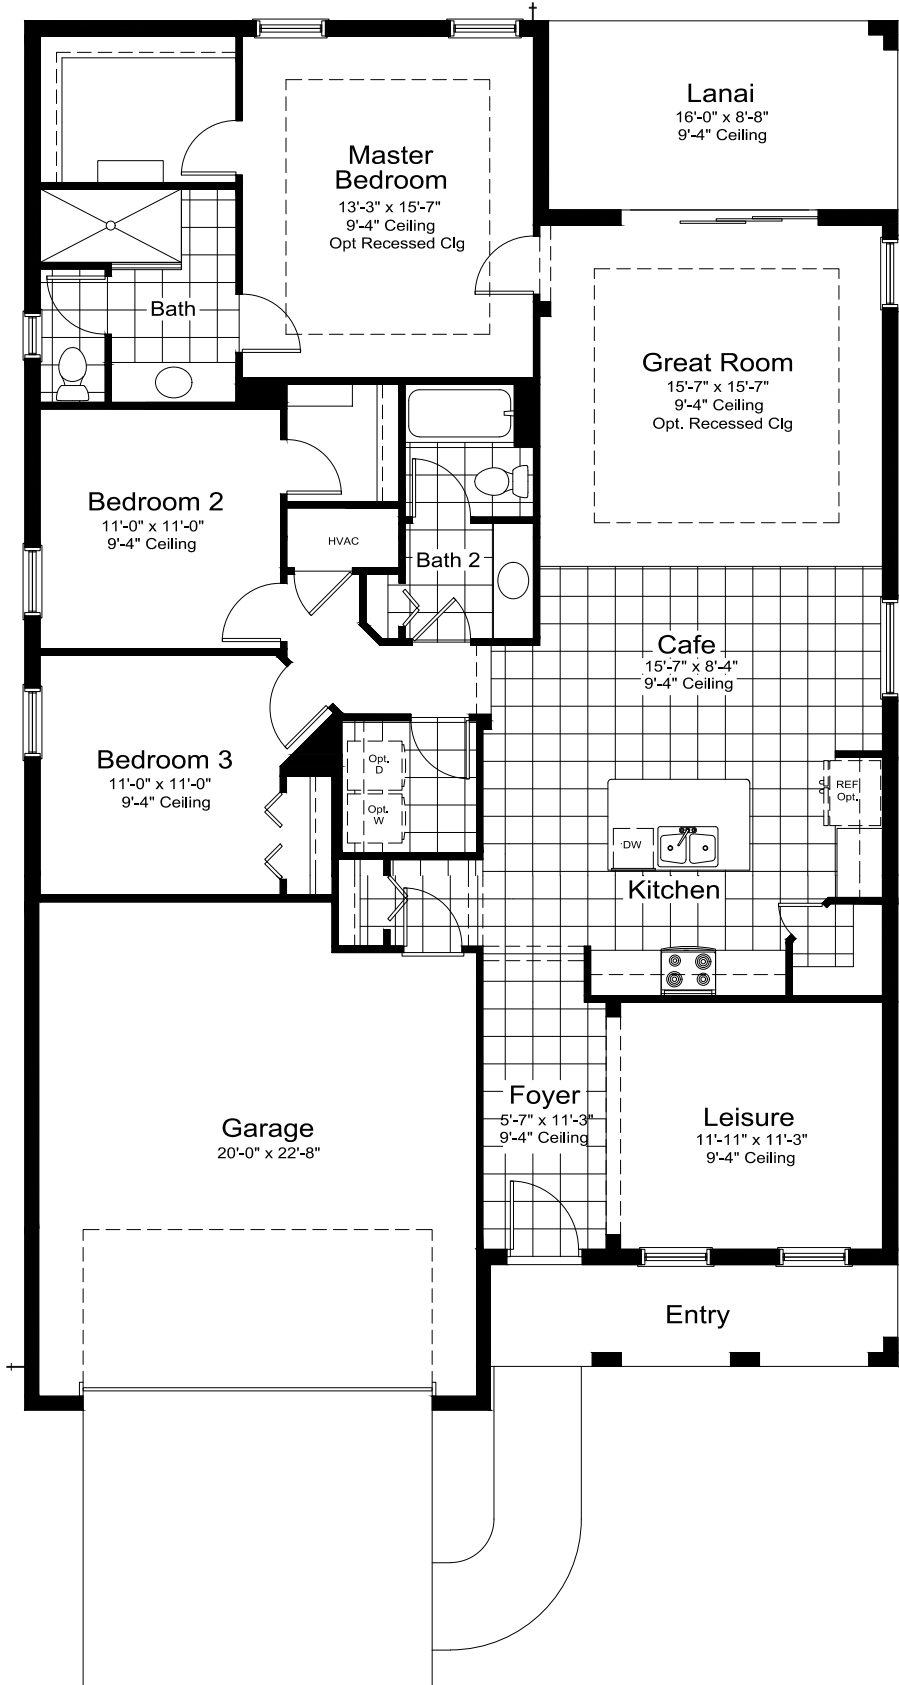 Lanai
16'-0" x 8'-8"
9'-4" Ceiling
Master
Bedroom
13'-3" x 15'-7"
9'-4" Ceiling
Opt Recessed Clg
Bath
Great Room
15'-7" x 15'-7"
9'-4" Ceiling
Opt. Recessed Clg
Bedroom 2
11'-0" x 11'-0"
9'-4" Ceiling
HVAC
Bath 2
Cafe
15'-7" x 8'-4"
9'-4" Ceiling
Bedroom 3
11'-0" x 11'-0"
9'-4" Ceiling
Opt.
D
Opt.
W
REF
Opt.
DW
Kitchen
Foyer
5'-7" x 11'-3"
9'-4" Ceiling
Leisure
11'-11" x 11'-3"
9'-4" Ceiling
Garage
20'-0" x 22'-8"
Entry